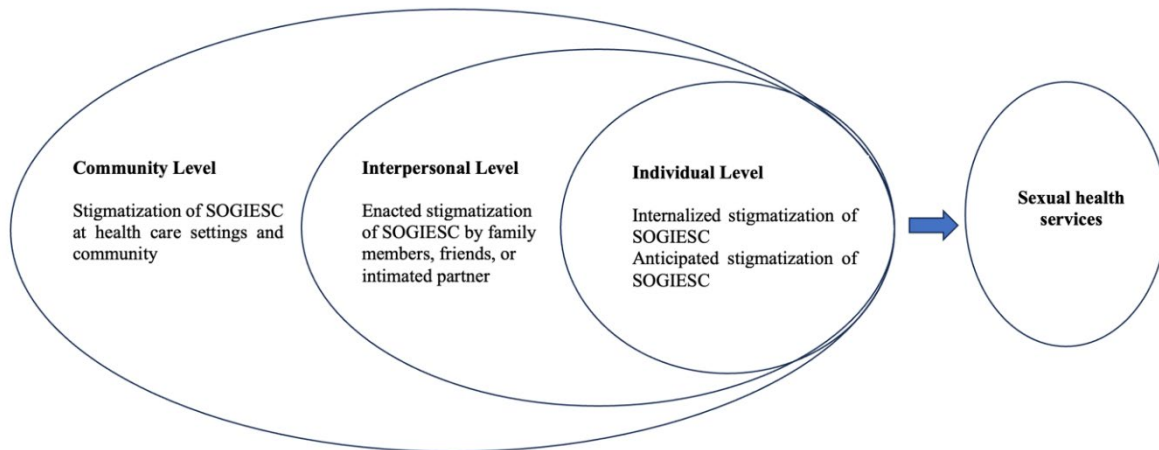 Community Level
Stigmatization of SOGIESC
at health care settings and
community
Interpersonal Level
Enacted stigmatization
of SOGIESC by family
members, friends, or
intimated partner
Individual Level
Internalized stigmatization of
SOGIESC
Anticipated stigmatization of
SOGIESC
Sexual health
services